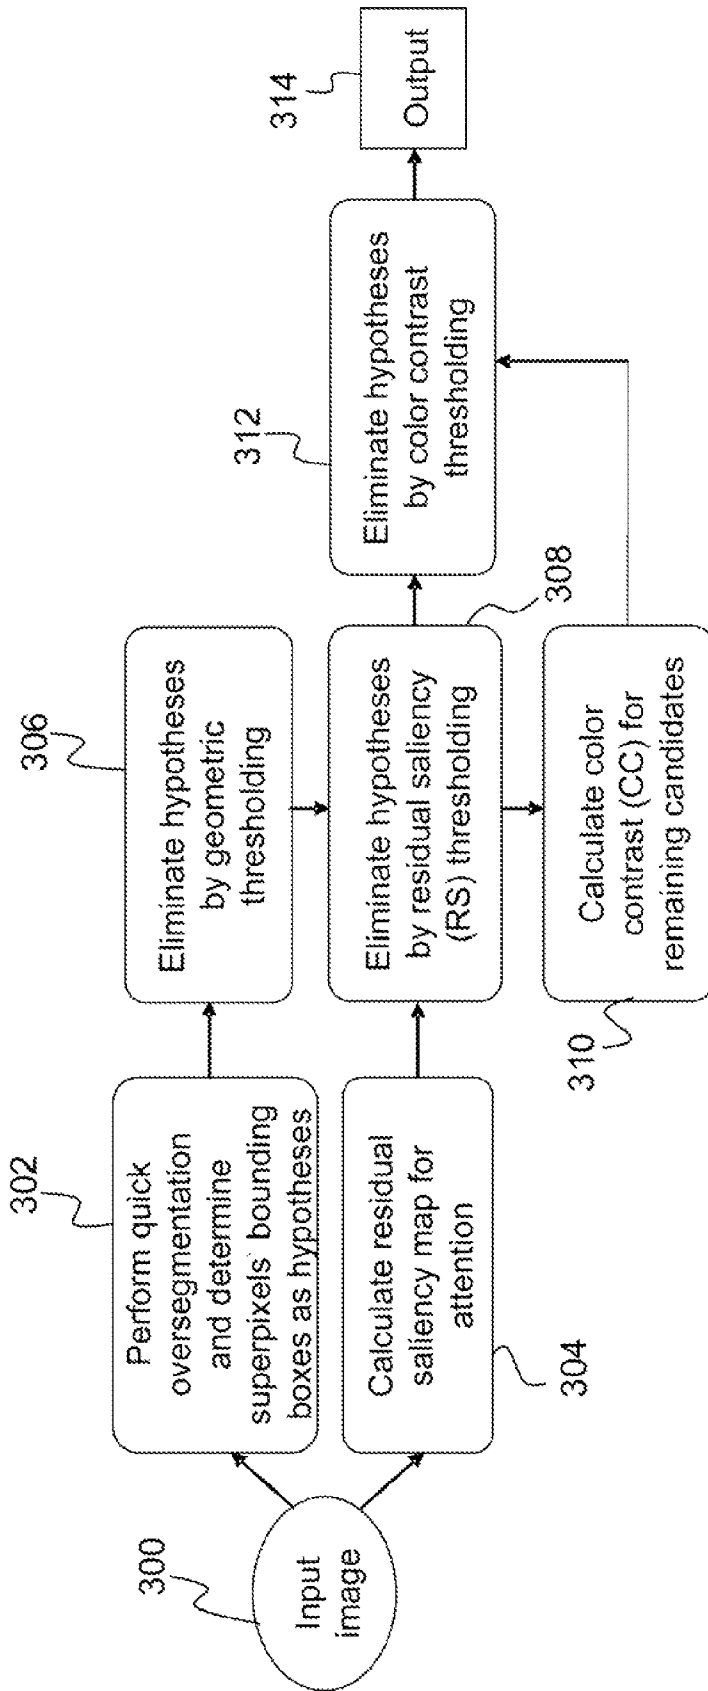 300
Input
image
302
Perform quick
oversegmentation
and determine
superpixels' bounding
boxes as hypotheses
304
Calculate residual
saliency map for
attention
306
Eliminate hypotheses
by geometric
thresholding
308
Eliminate hypotheses
by residual saliency
(RS) thresholding
310
Calculate color
contrast (CC) for
remaining candidates
312
Eliminate hypotheses
by color contrast
thresholding
314
Output